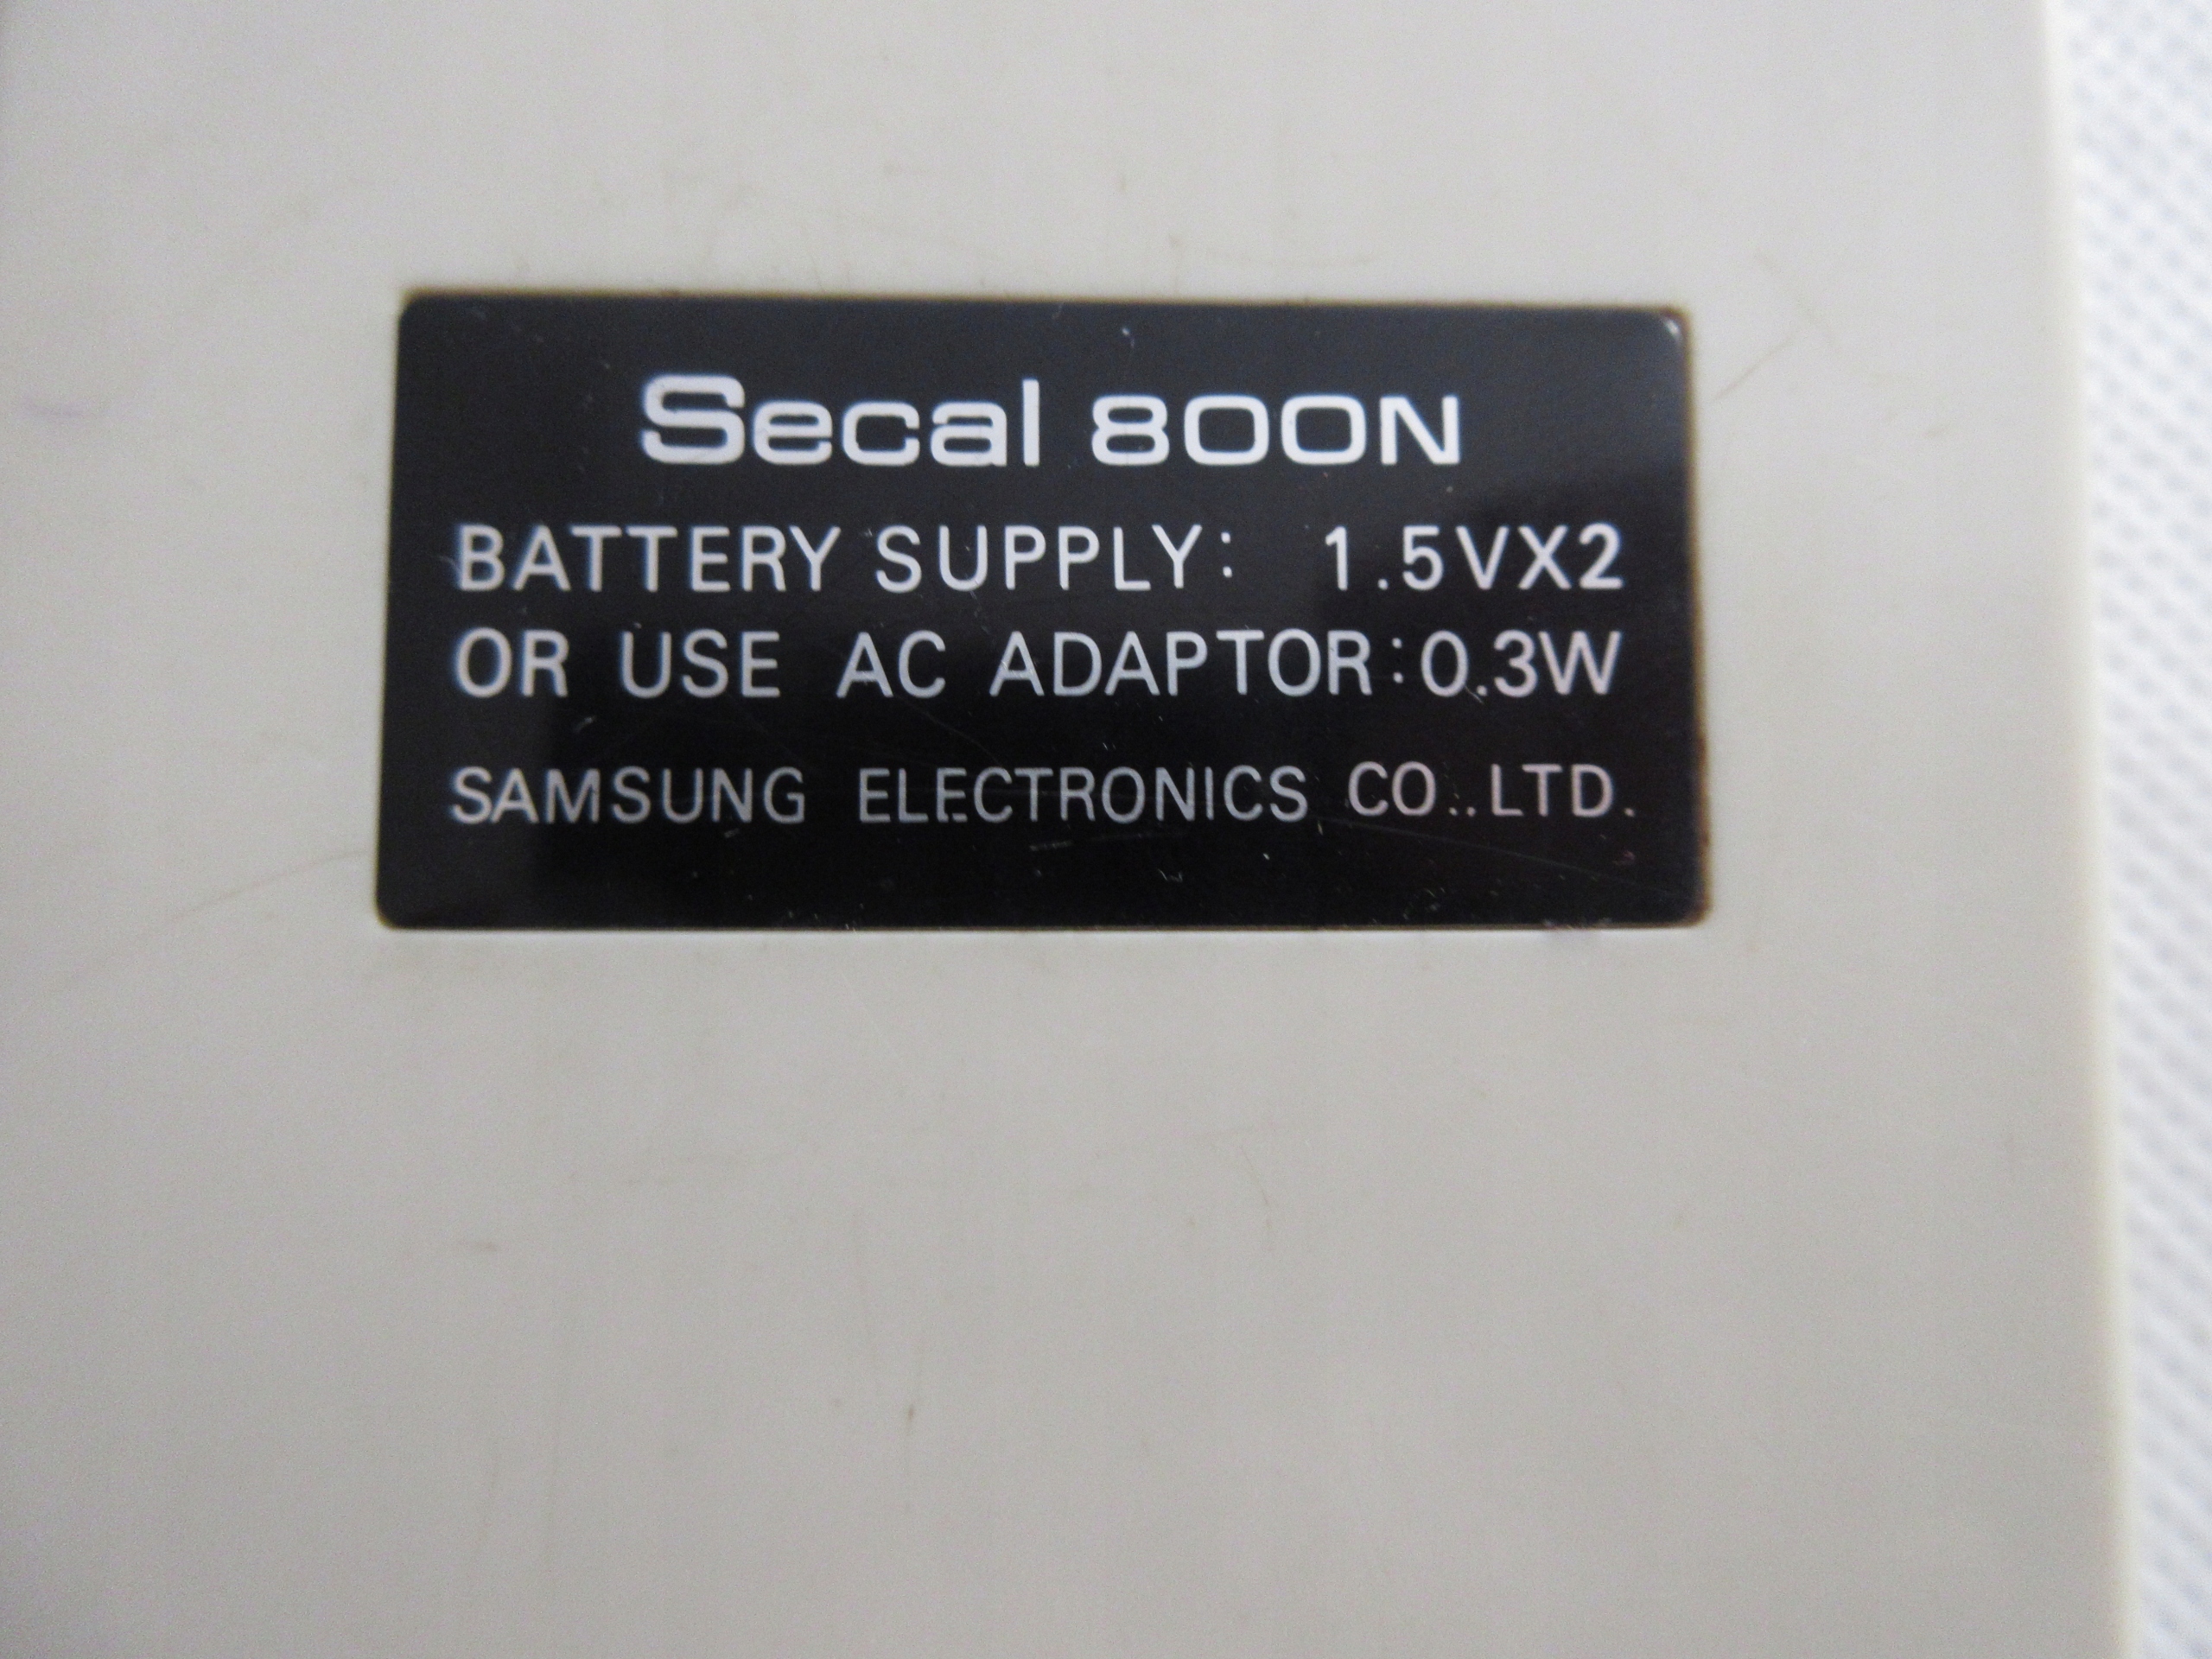 Secal 800N
BATTERY SUPPLY: 1.5VX2
OR USE AC ADAPTOR:0.3W
SAMSUNG ELECTRONICS CO..LTD.